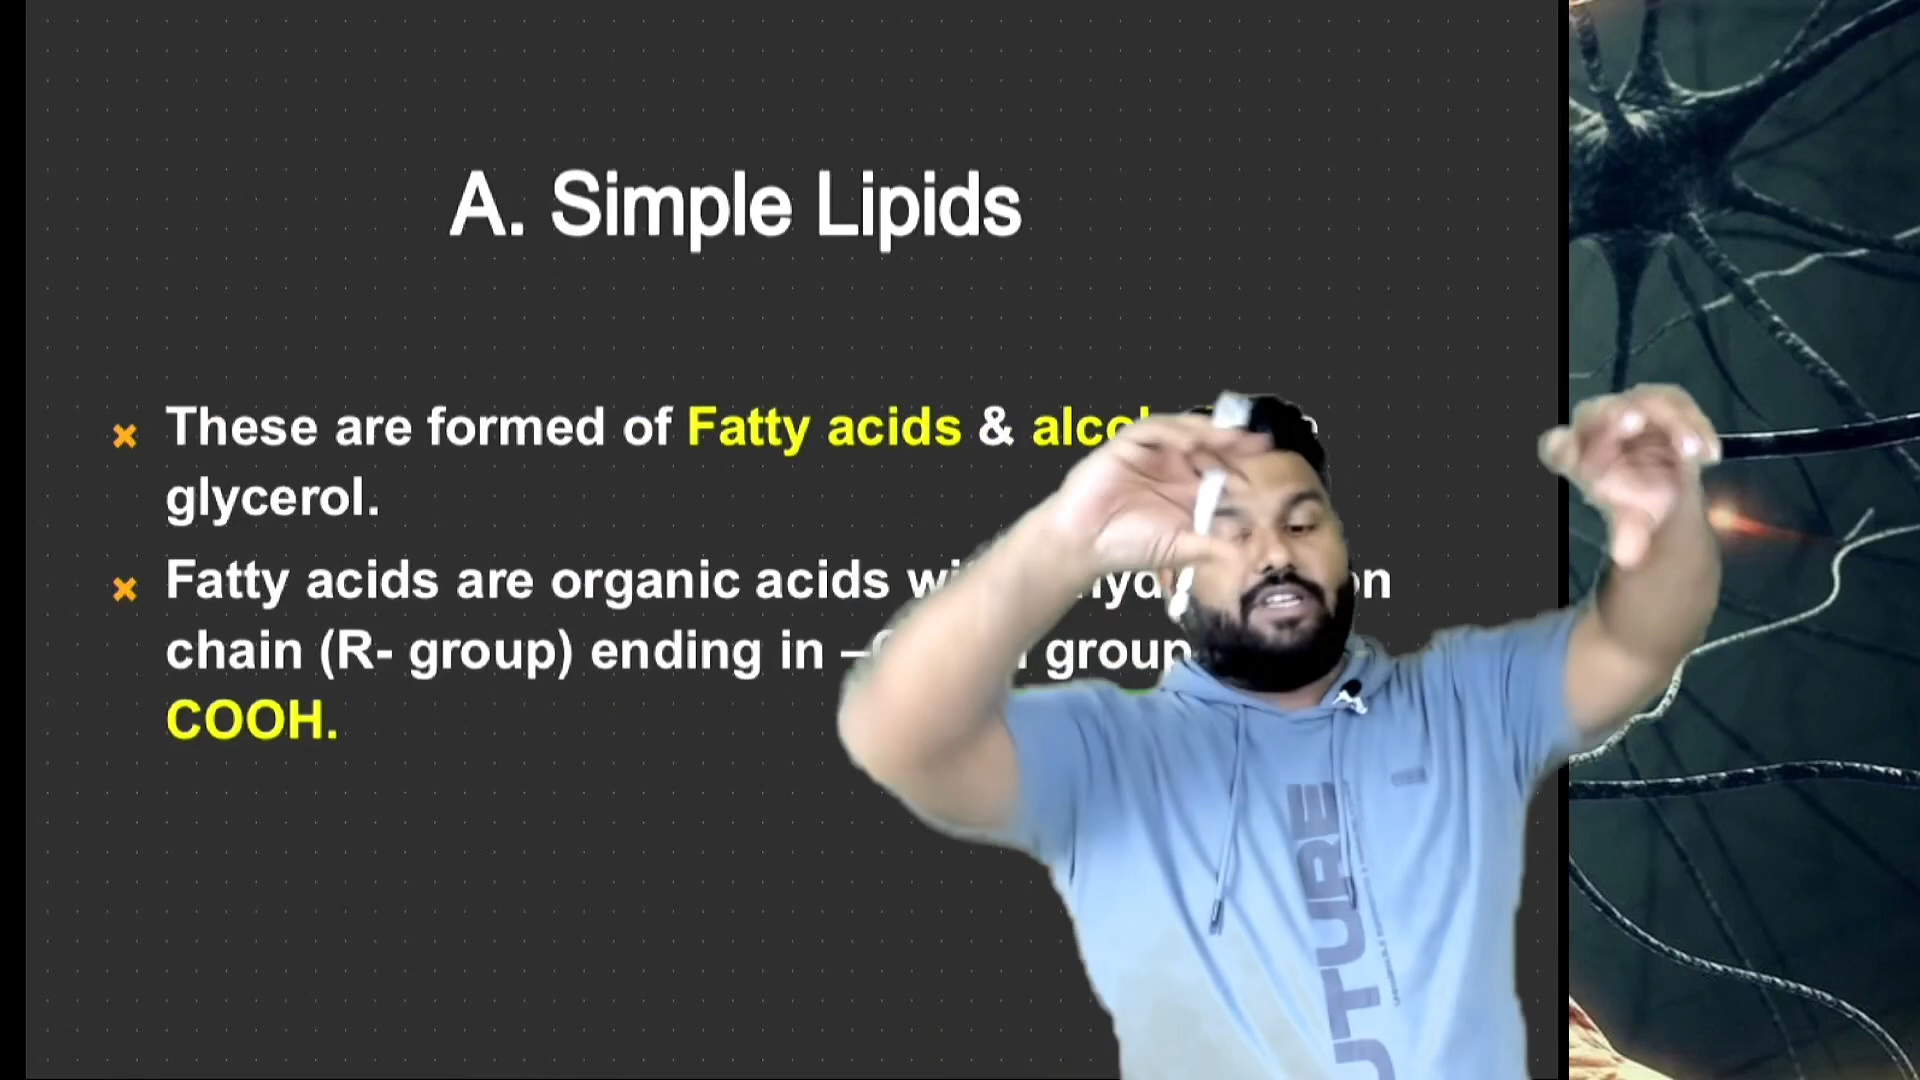 A. Simple Lipids
× These are formed of Fatty acids &
glycerol.
× Fatty acids are organic acids
chain (R- group) ending in – group
COOH.
UTURE